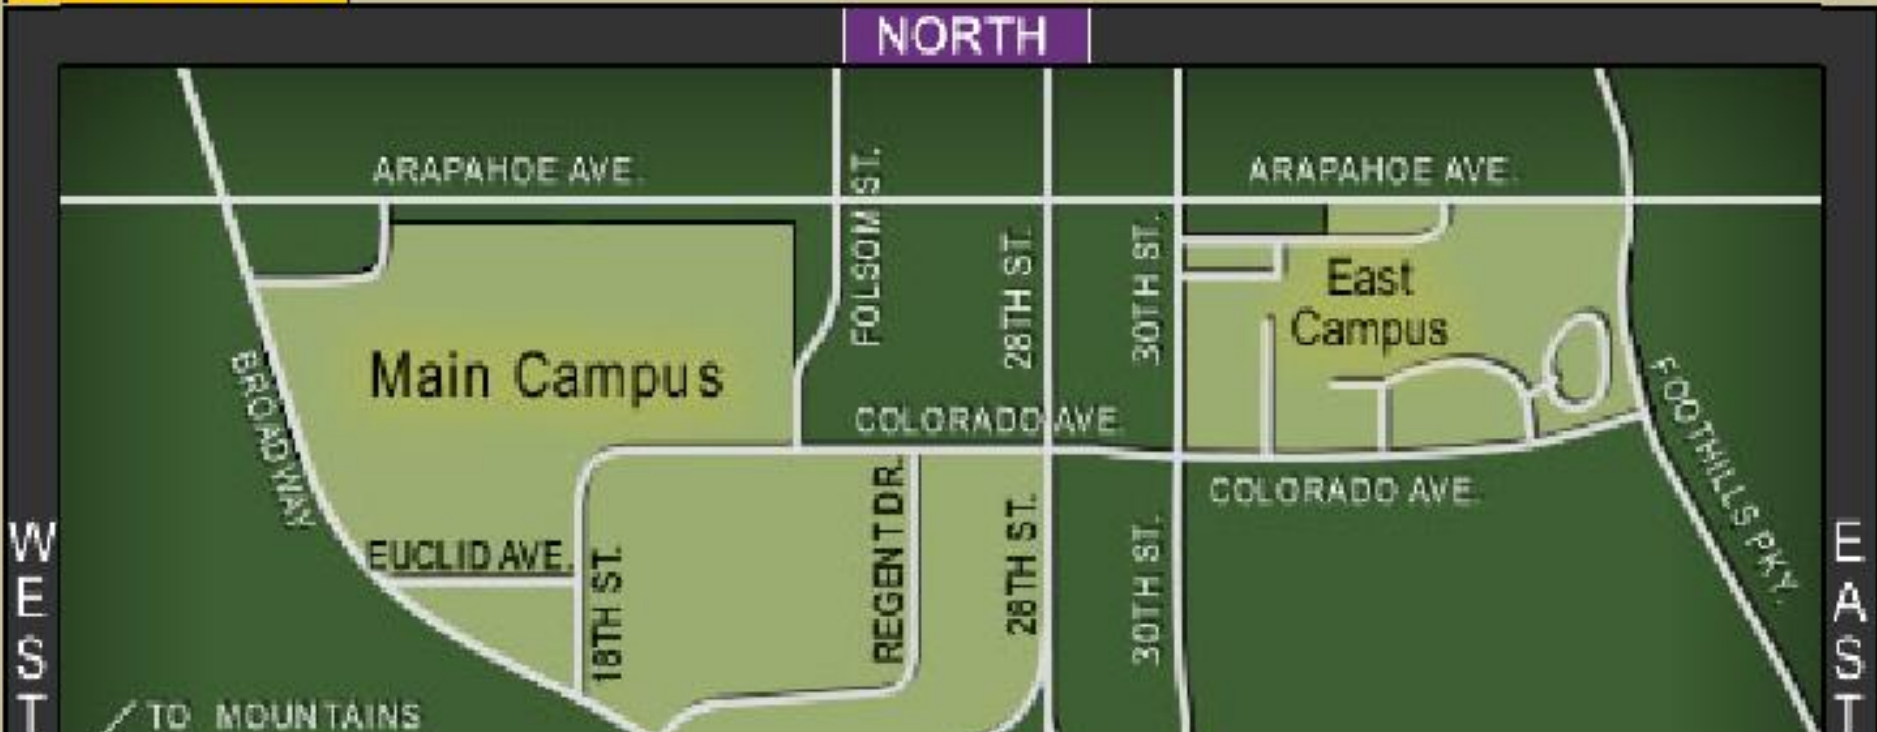 NORTH
ARAPAHOE AVE.
ARAPAHOE AVE.
FOLSOM ST.
28TH ST.
30TH ST.
East
Campus
Main Campus
BROADWAY
COLORADO AVE.
FOOTHILLS PKY.
COLORADO AVE.
EUCLID AVE.
18TH ST.
REGENT DR.
28TH ST.
30TH ST.
WEST
EAST
TO MOUNTAINS